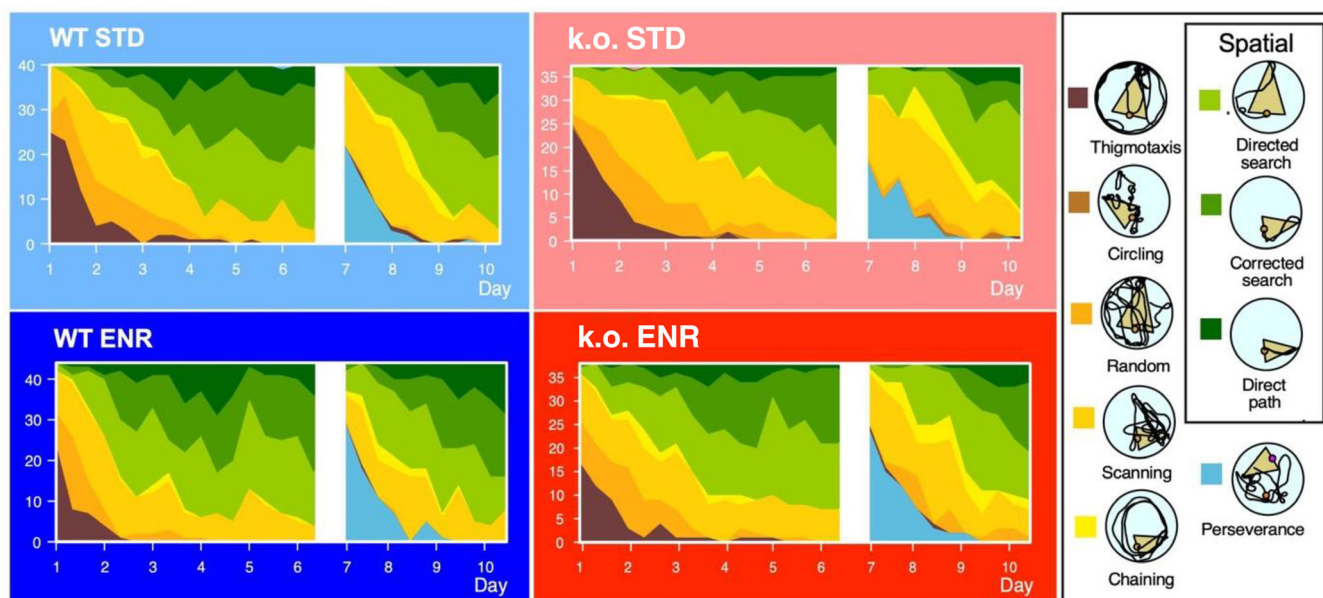 WT STD
40
30
20
10
0
1 2 3 4 5 6 7 8 9 10
Day
k.o. STD
35
30
25
20
15
10
5
0
1 2 3 4 5 6 7 8 9 10
Day
WT ENR
40
30
20
10
0
1 2 3 4 5 6 7 8 9 10
Day
k.o. ENR
35
30
25
20
15
10
5
0
1 2 3 4 5 6 7 8 9 10
Day
Thigmotaxis
Circling
Random
Scanning
Chaining
Spatial
Directed
search
Corrected
search
Direct
path
Perseverance